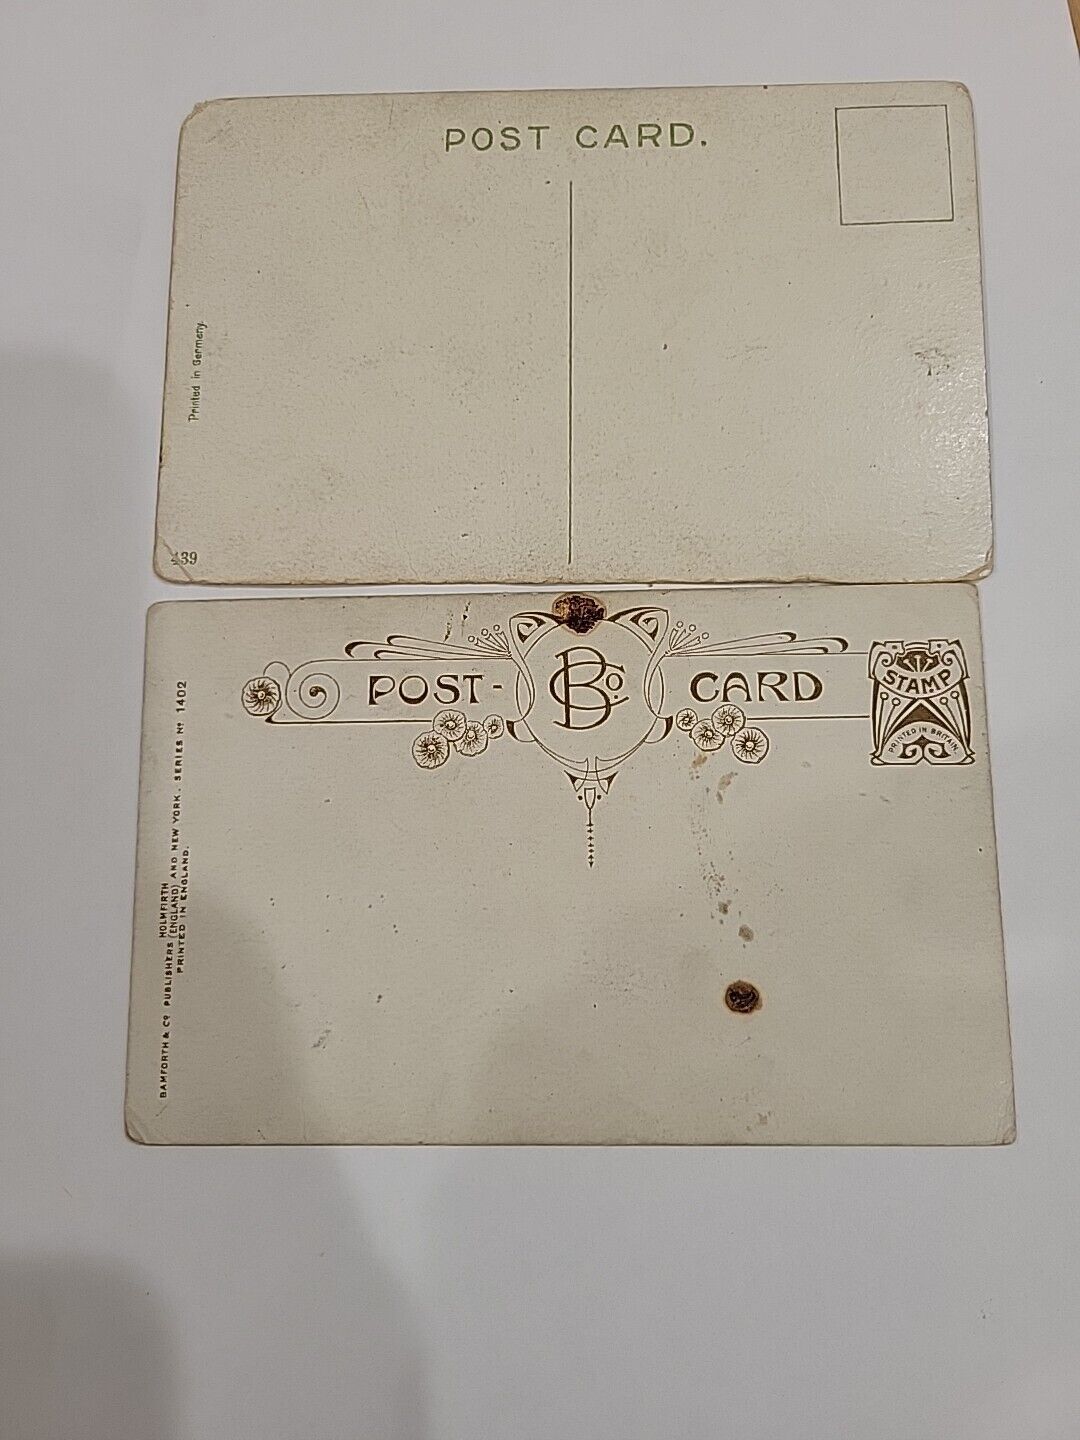 POST CARD.
Printed in Germany.
439
POST - BCo. CARD
STAMP
PRINTED IN BRITAIN.
BAMFORTH & Co PUBLISHERS HOLMFIRTH (ENGLAND) AND NEW YORK. SERIES No 1402
PRINTED IN ENGLAND.